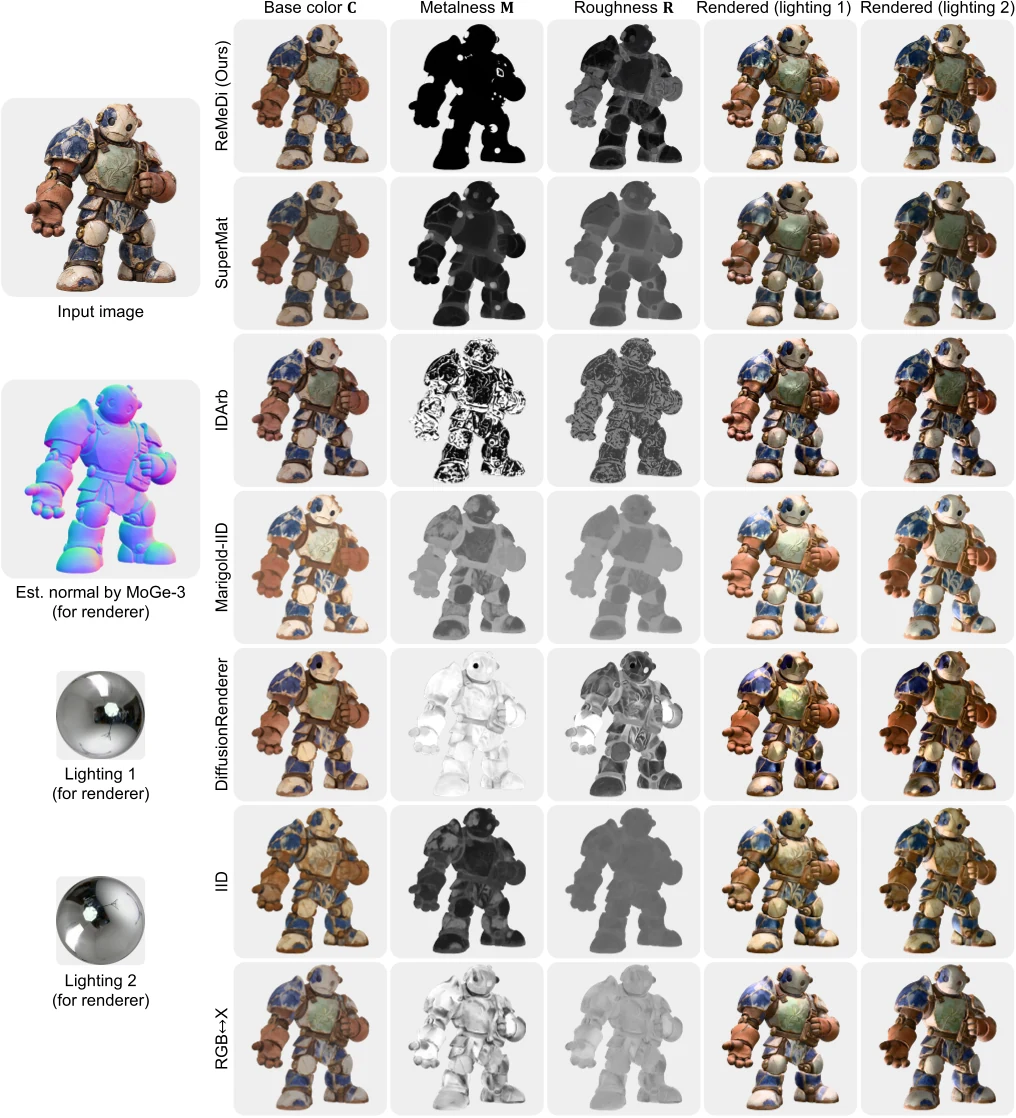 Base color C
Metalness M
Roughness R
Rendered (lighting 1)
Rendered (lighting 2)
ReMeDi (Ours)
Input image
SuperMat
IDArb
Est. normal by MoGe-3
(for renderer)
Marigold-IID
DiffusionRenderer
Lighting 1
(for renderer)
IID
Lighting 2
(for renderer)
RGB↔X